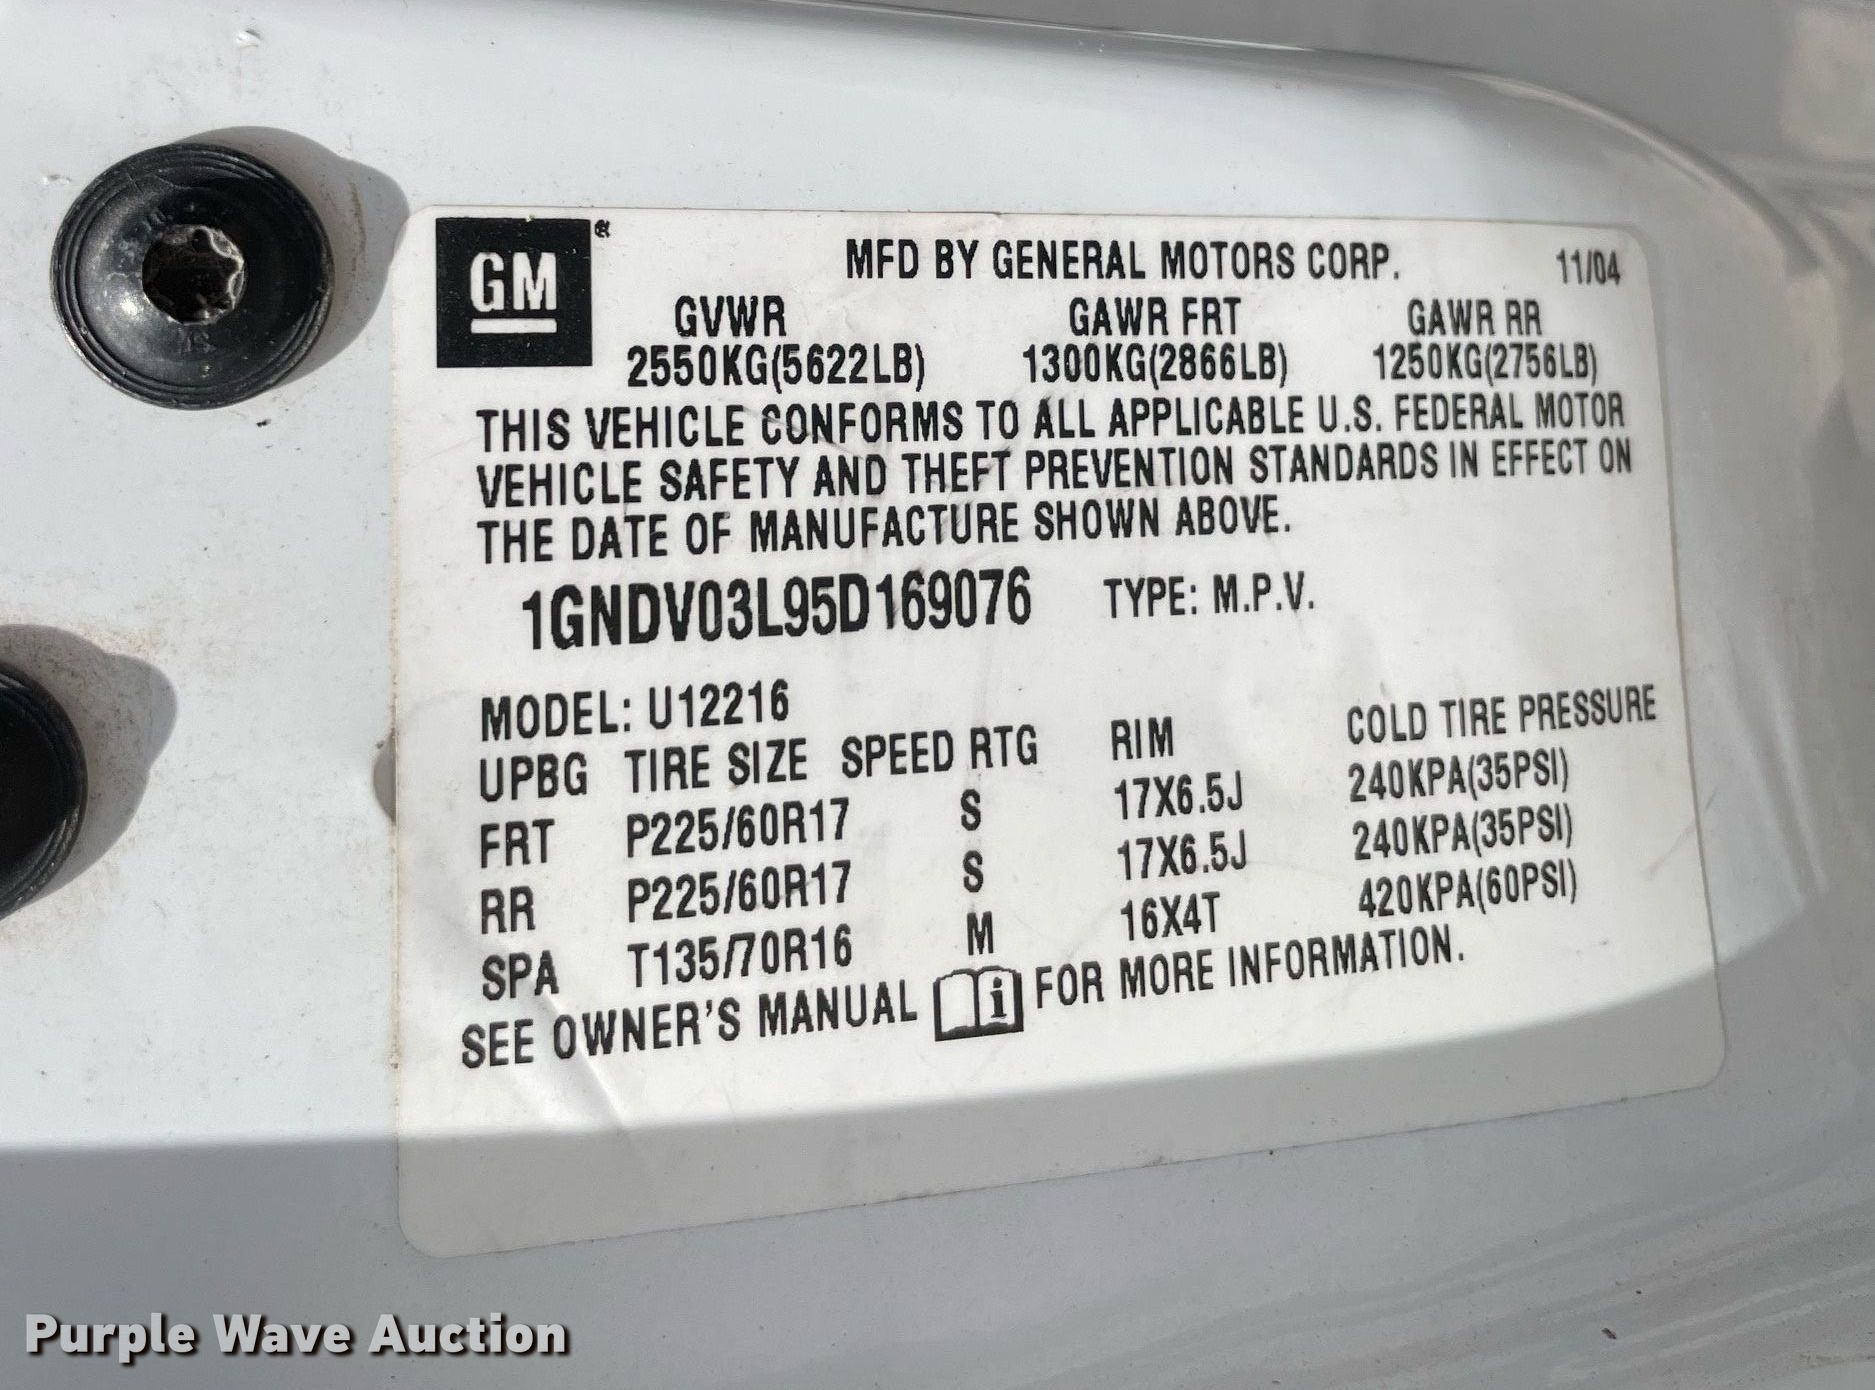 GM®
MFD BY GENERAL MOTORS CORP. 11/04
GVWR GAWR FRT GAWR RR
2550KG(5622LB) 1300KG(2866LB) 1250KG(2756LB)
THIS VEHICLE CONFORMS TO ALL APPLICABLE U.S. FEDERAL MOTOR
VEHICLE SAFETY AND THEFT PREVENTION STANDARDS IN EFFECT ON
THE DATE OF MANUFACTURE SHOWN ABOVE.
1GNDV03L95D169076 TYPE: M.P.V.
MODEL: U12216
UPBG TIRE SIZE SPEED RTG RIM COLD TIRE PRESSURE
FRT P225/60R17 S 17X6.5J 240KPA(35PSI)
RR P225/60R17 S 17X6.5J 240KPA(35PSI)
SPA T135/70R16 M 16X4T 420KPA(60PSI)
SEE OWNER'S MANUAL i FOR MORE INFORMATION.
Purple Wave Auction